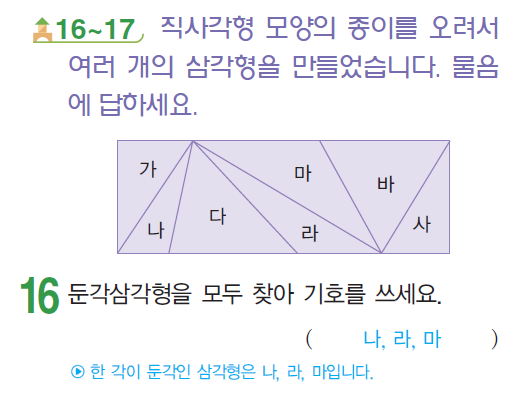 16~17 직사각형 모양의 종이를 오려서
여러 개의 삼각형을 만들었습니다. 물음
에 답하세요.
가
마
바
다
사
나
라
16 둔각삼각형을 모두 찾아 기호를 쓰세요.
( 나, 라, 마 )
한 각이 둔각인 삼각형은 나, 라, 마입니다.